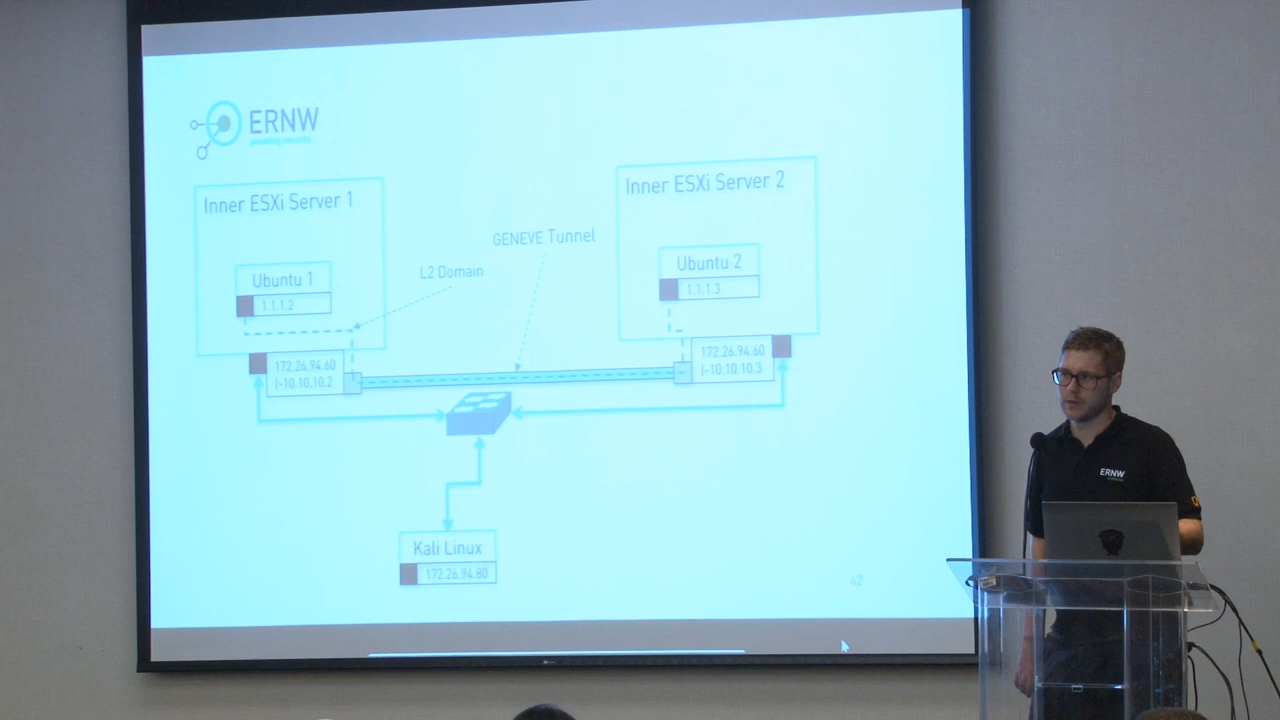 ERNW
providing security.
Inner ESXi Server 1
Inner ESXi Server 2
GENEVE Tunnel
L2 Domain
Ubuntu 1
1.1.1.2
Ubuntu 2
1.1.1.3
172.26.94.60
|-10.10.10.2
172.26.94.60
|-10.10.10.3
Kali Linux
172.26.94.80
42
ERNW